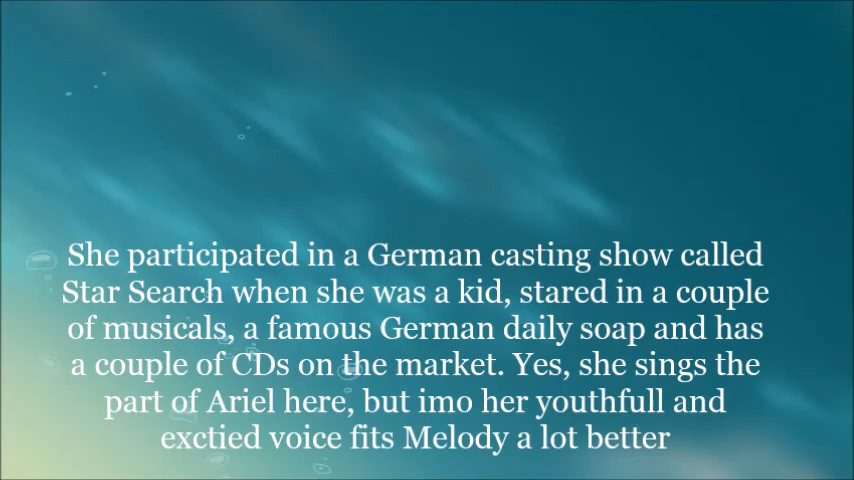 She participated in a German casting show called
Star Search when she was a kid, stared in a couple
of musicals, a famous German daily soap and has
a couple of CDs on the market. Yes, she sings the
part of Ariel here, but imo her youthfull and
exctied voice fits Melody a lot better